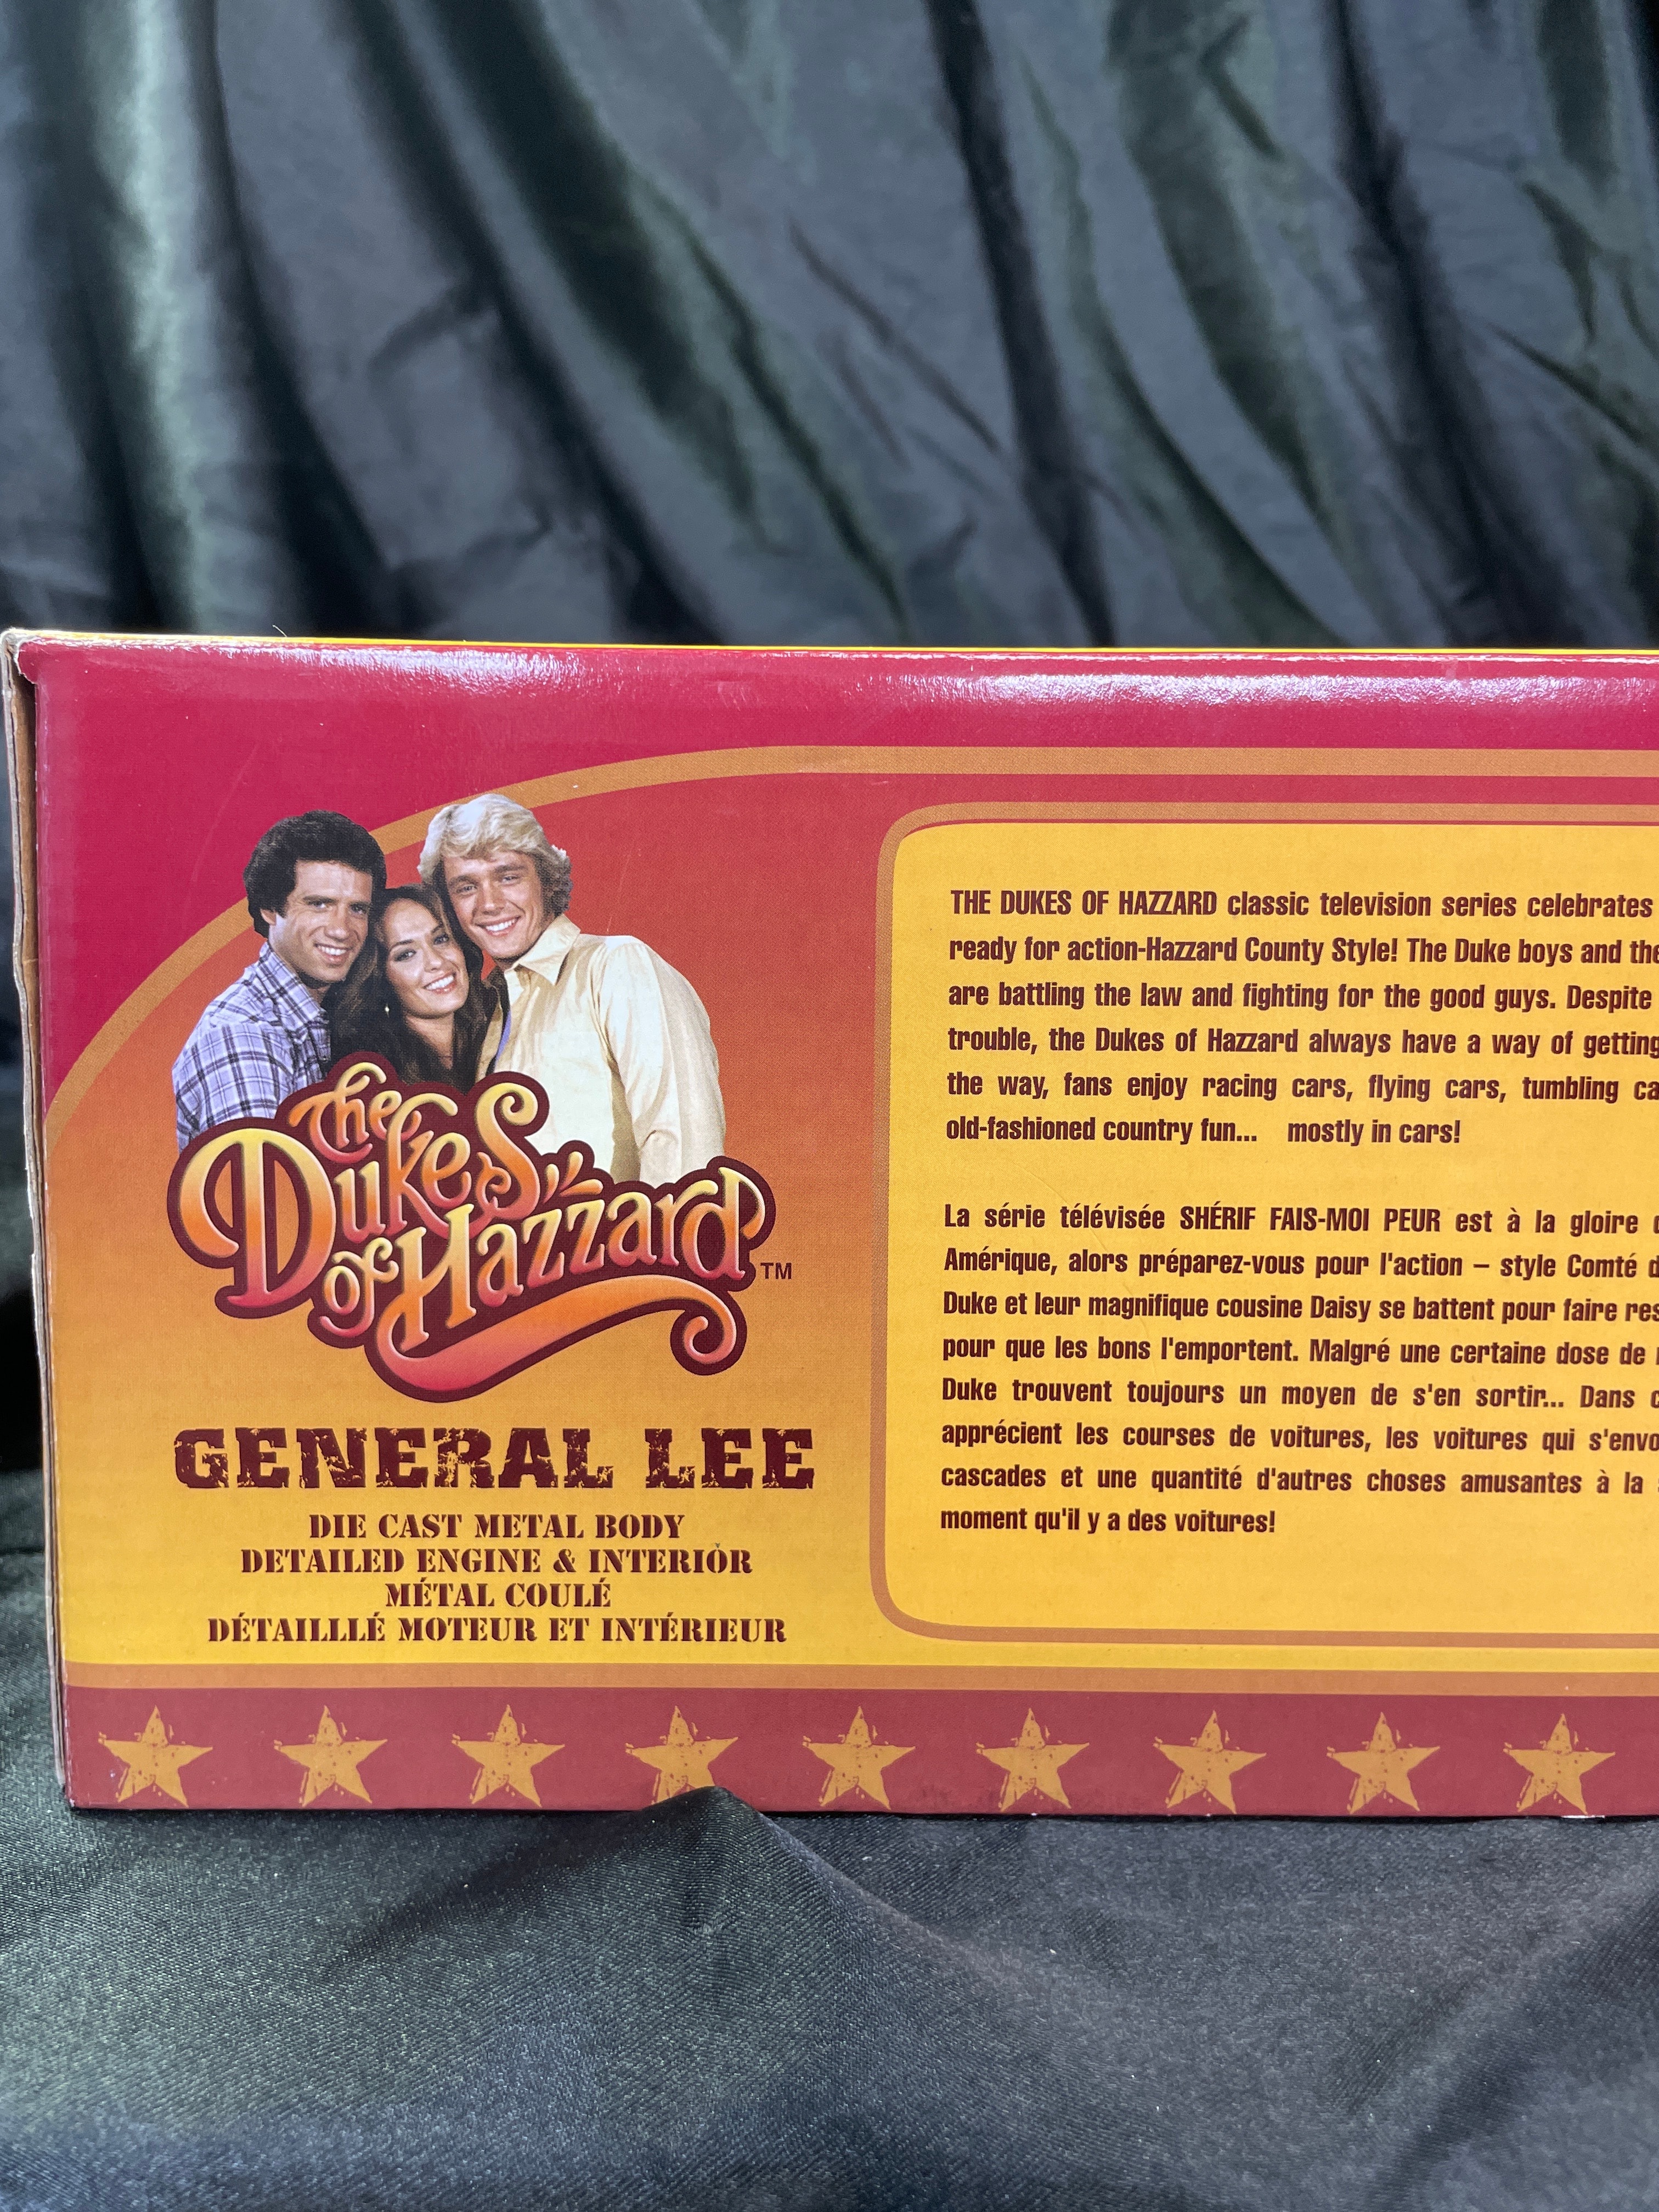 The
Dukes
of Hazzard™
GENERAL LEE
DIE CAST METAL BODY
DETAILED ENGINE & INTERIOR
MÉTAL COULÉ
DÉTAILLLÉ MOTEUR ET INTÉRIEUR
THE DUKES OF HAZZARD classic television series celebrates
ready for action-Hazzard County Style! The Duke boys and
are battling the law and fighting for the good guys. Despite
trouble, the Dukes of Hazzard always have a way of getting
the way, fans enjoy racing cars, flying cars, tumbling
old-fashioned country fun... mostly in cars!
La série télévisée SHÉRIF FAIS-MOI PEUR est à la gloire
Amérique, alors préparez-vous pour l'action – style Comté
Duke et leur magnifique cousine Daisy se battent pour faire
pour que les bons l'emportent. Malgré une certaine dose de
Duke trouvent toujours un moyen de s'en sortir... Dans
apprécient les courses de voitures, les voitures qui
cascades et une quantité d'autres choses amusantes à la
moment qu'il y a des voitures!